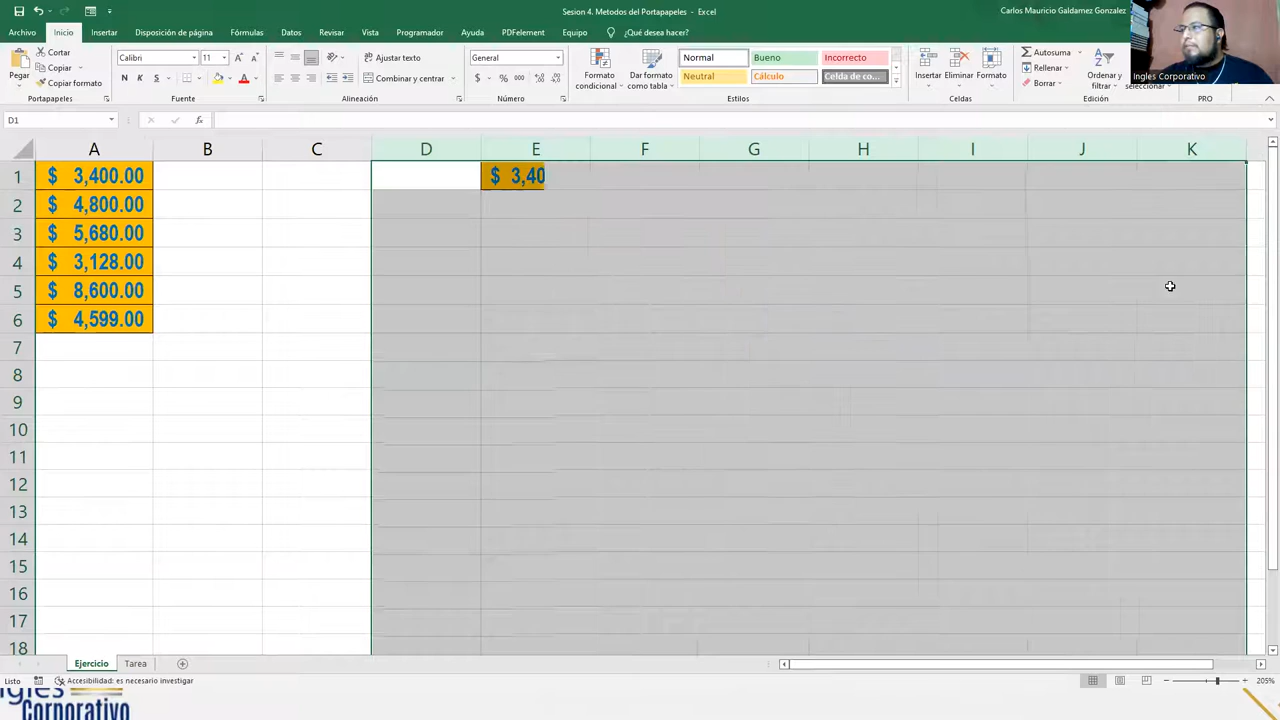 Sesion 4. Metodos del Portapapeles - Excel
Carlos Mauricio Galdamez Gonzalez
Archivo Inicio Insertar Disposición de página Fórmulas Datos Revisar Vista Programador Ayuda PDFelement Equipo ¿Qué desea hacer?
Pegar
Cortar
Copiar
Copiar formato
Portapapeles
Calibri 11
N K S
Fuente
Ajustar texto
Combinar y centrar
Alineación
General
$ % 000
Número
Formato condicional
Dar formato como tabla
Normal Bueno Incorrecto
Neutral Cálculo Celda de co...
Estilos
Insertar Eliminar Formato
Celdas
Autosuma
Rellenar
Borrar
Ordenar y filtrar
seleccionar
Edición
PRO
Ingles Corporativo
D1
fx
A B C D E F G H I J K
1 $ 3,400.00 $ 3,40
2 $ 4,800.00
3 $ 5,680.00
4 $ 3,128.00
5 $ 8,600.00
6 $ 4,599.00
7
8
9
10
11
12
13
14
15
16
17
18
Ejercicio Tarea
Listo Accesibilidad: es necesario investigar 205%
Ingles
Corporativo